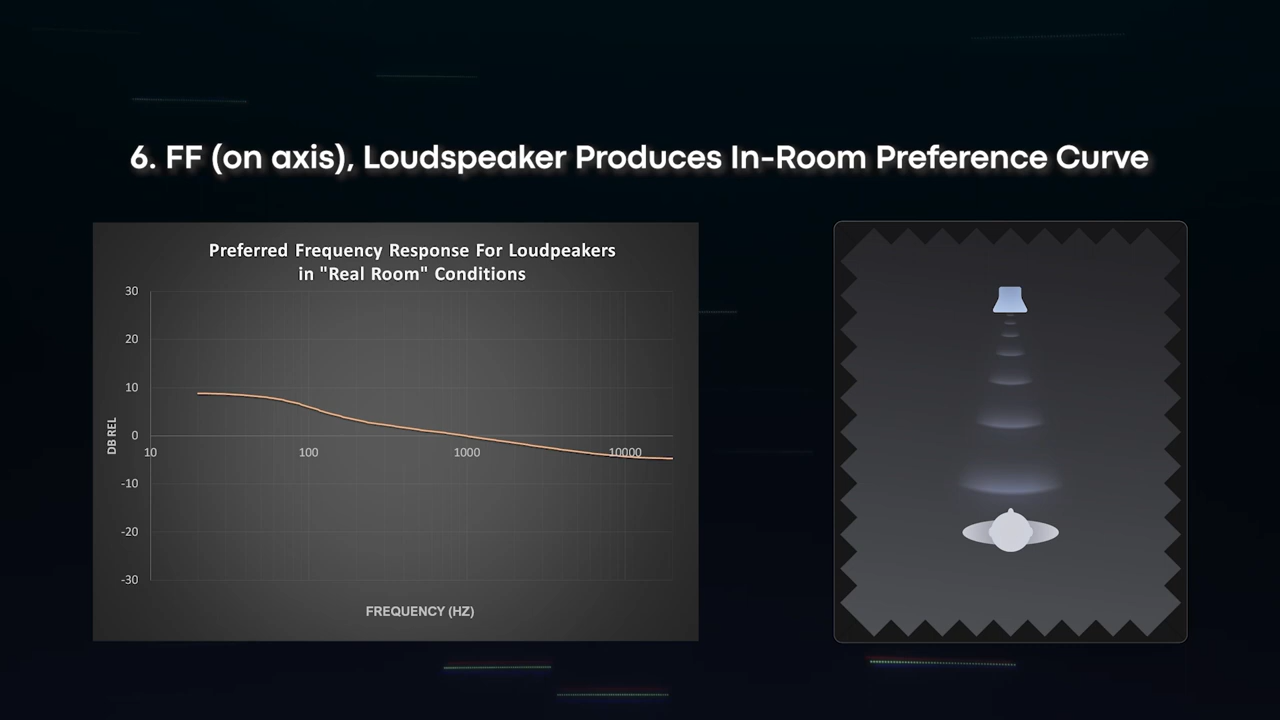 6. FF (on axis), Loudspeaker Produces In-Room Preference Curve
Preferred Frequency Response For Loudpeakers
in "Real Room" Conditions
30
20
10
0
-10
-20
-30
DB REL
10
100
1000
10000
FREQUENCY (HZ)